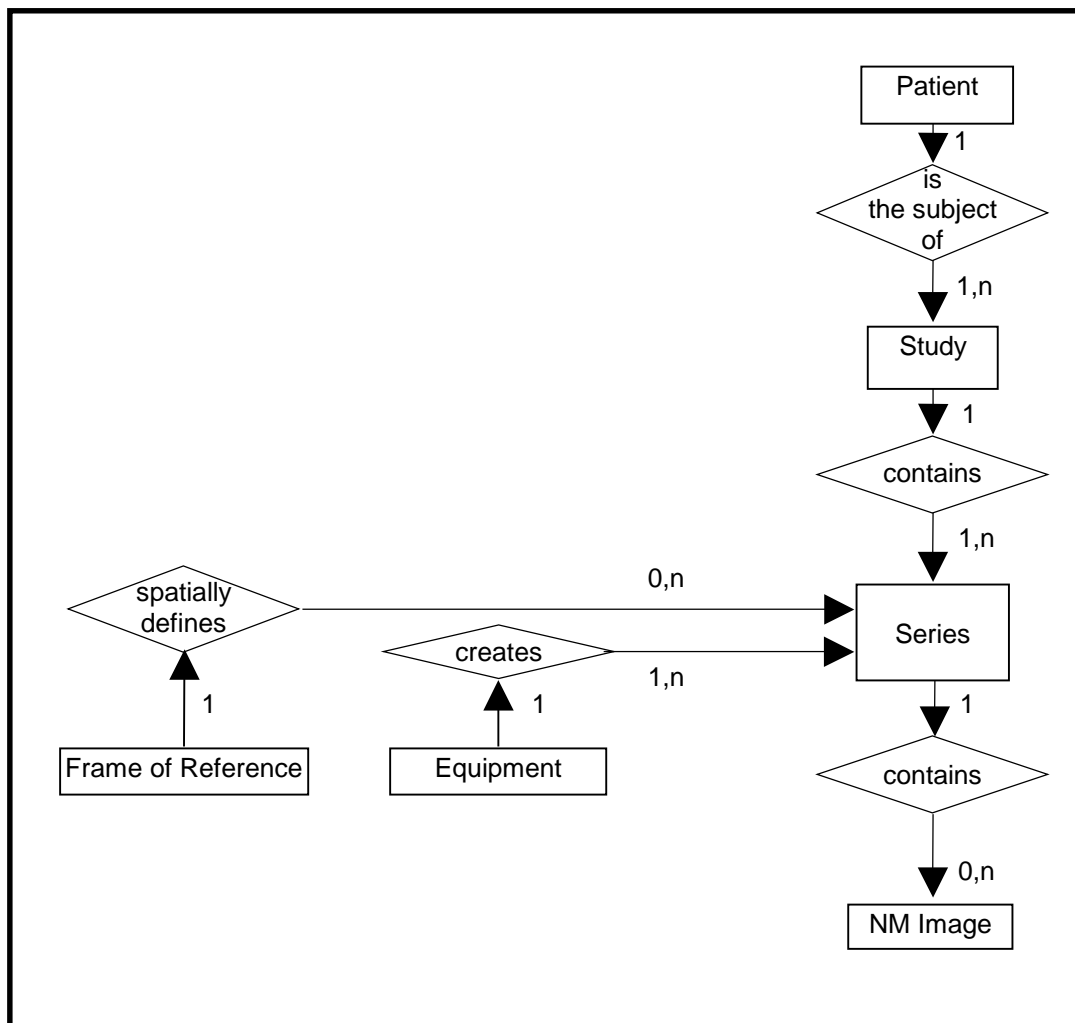 Patient
1
is
the subject
of
1,n
Study
1
contains
1,n
spatially
defines
0,n
Series
creates
1,n
1
1
1
Frame of Reference
Equipment
contains
0,n
NM Image